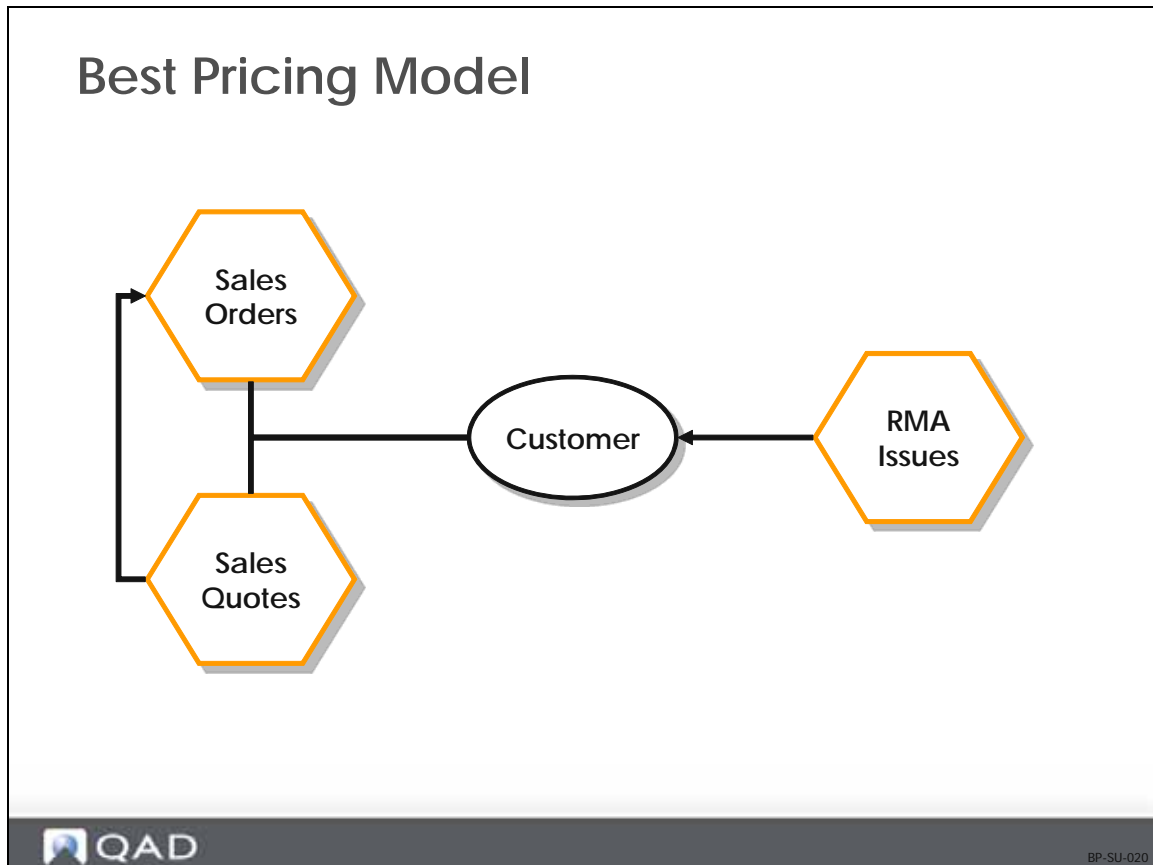 Best Pricing Model
Sales
Orders
Customer
RMA
Issues
Sales
Quotes
QAD
BP-SU-020